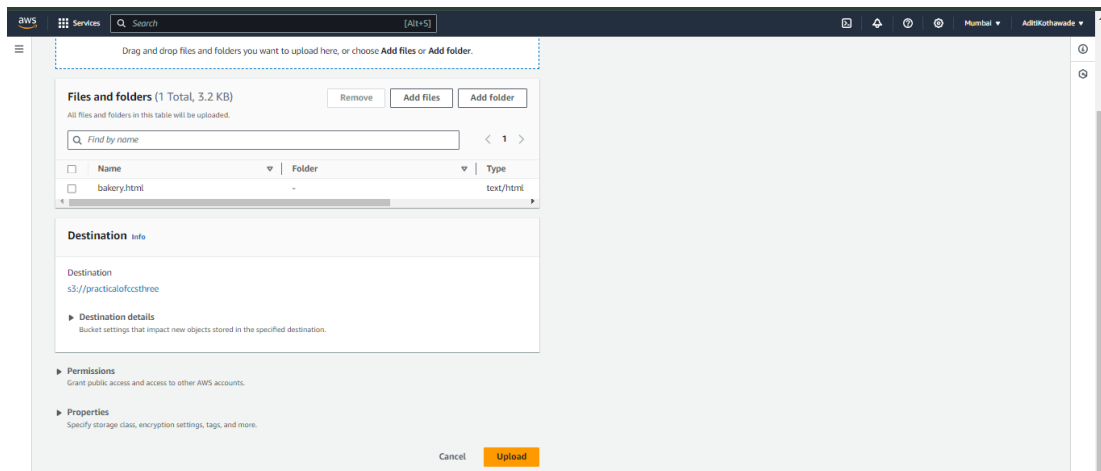 aws Services Search [Alt+S] Mumbai ▼ AditiKothawade ▼
Drag and drop files and folders you want to upload here, or choose Add files or Add folder.
Files and folders (1 Total, 3.2 KB) Remove Add files Add folder
All files and folders in this table will be uploaded.
Find by name 1
Name Folder Type
bakery.html - text/html
Destination Info
Destination
s3://practicalofccsthree
Destination details
Bucket settings that impact new objects stored in the specified destination.
Permissions
Grant public access and access to other AWS accounts.
Properties
Specify storage class, encryption settings, tags, and more.
Cancel Upload